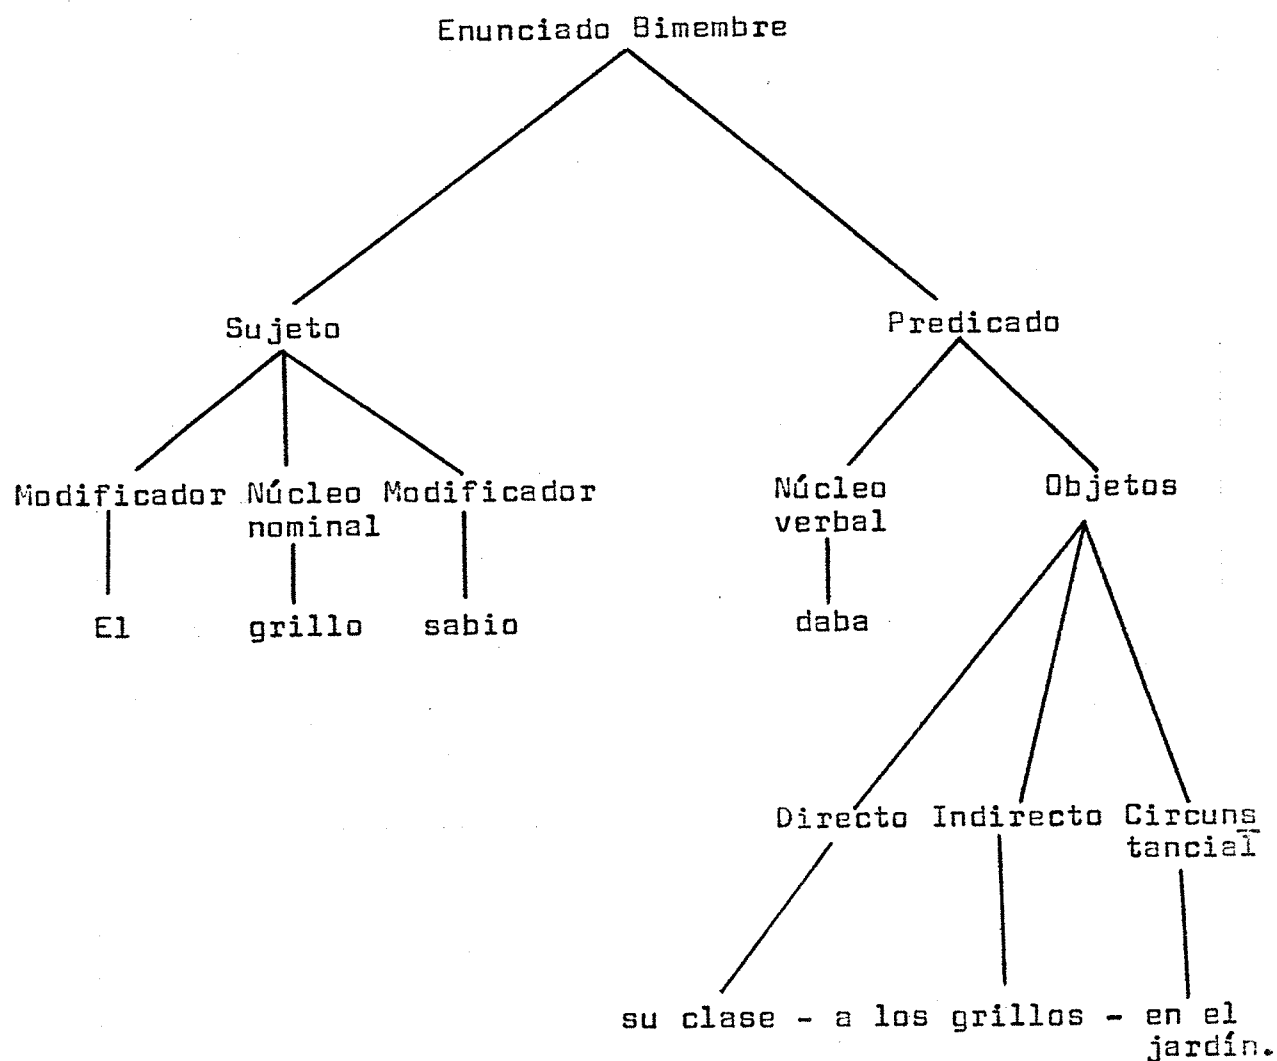 Enunciado Bimembre
Sujeto
Predicado
Modificador Núcleo Modificador
nominal
Núcleo
verbal
Objetos
El grillo sabio
daba
Directo Indirecto Circuns
tancial
su clase - a los grillos - en el
jardín.